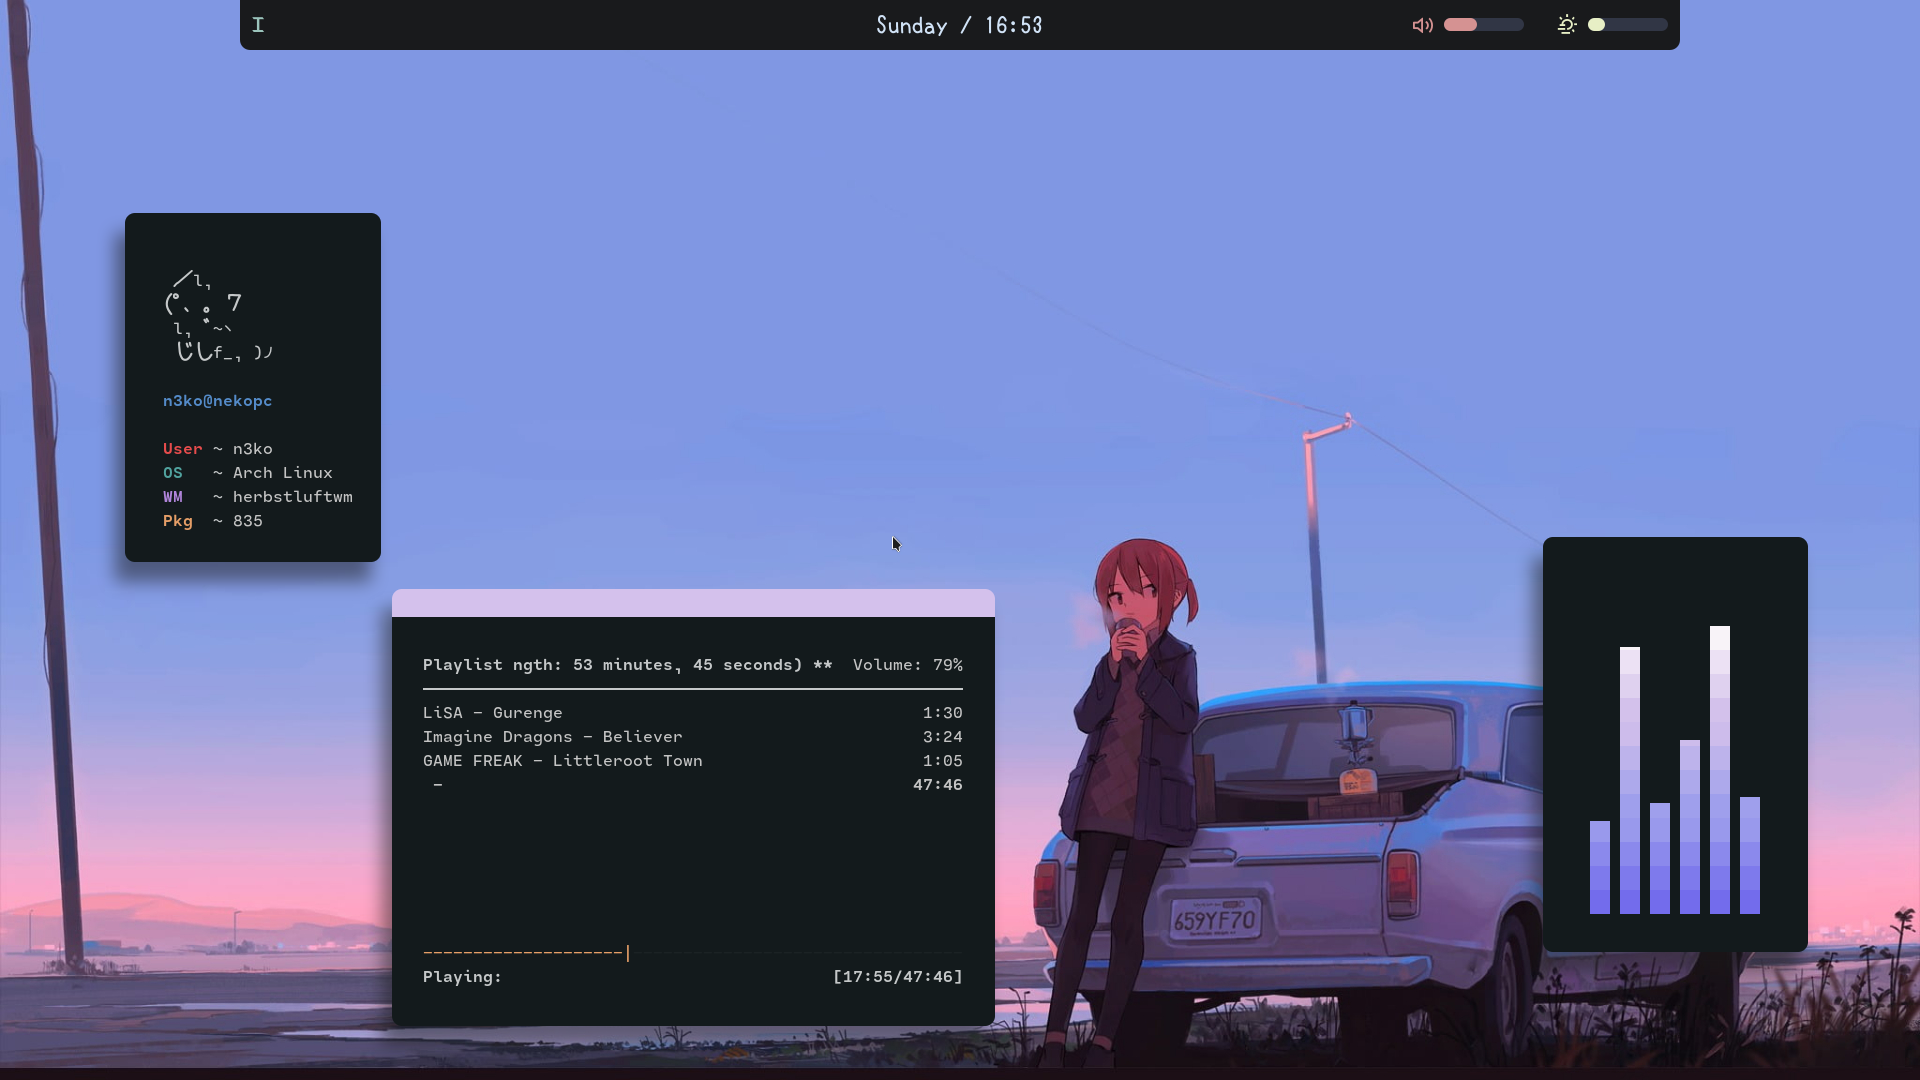 I
Sunday / 16:53
／l、
(ﾟ､ ｡ 7
l、ﾞ ~ヽ
じしf_, )ノ
n3ko@nekopc
User ~ n3ko
OS ~ Arch Linux
WM ~ herbstluftwm
Pkg ~ 835
Playlist ngth: 53 minutes, 45 seconds) ** Volume: 79%
LiSA - Gurenge 1:30
Imagine Dragons - Believer 3:24
GAME FREAK - Littleroot Town 1:05
- 47:46
Playing: [17:55/47:46]
659YF70